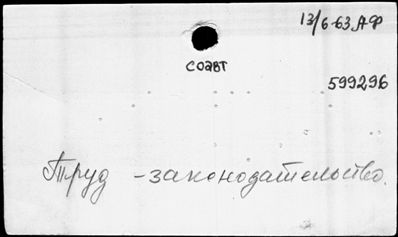 13/6-63 АФ
соавт
599296
Труд - законодательство.